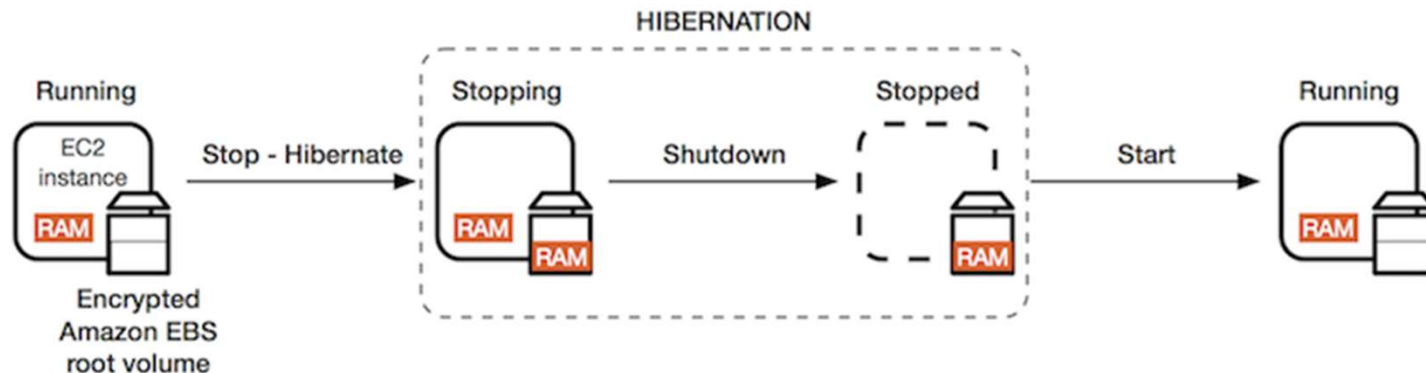 HIBERNATION
Running
Stopping
Stopped
Running
EC2
instance
Stop - Hibernate
Shutdown
Start
RAM
RAM
RAM
RAM
RAM
Encrypted
Amazon EBS
root volume